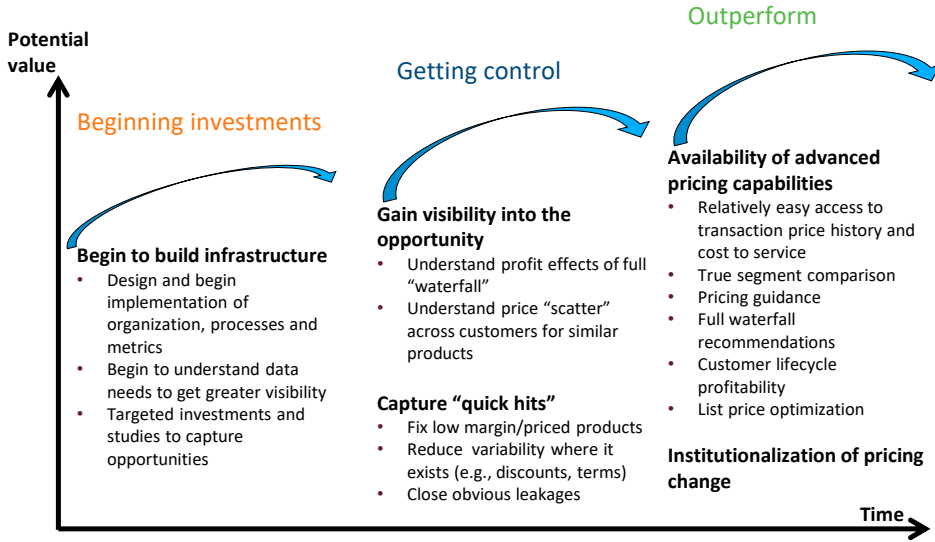 Potential
value
Beginning investments
Begin to build infrastructure
• Design and begin
implementation of
organization, processes and
metrics
• Begin to understand data
needs to get greater visibility
• Targeted investments and
studies to capture
opportunities
Getting control
Gain visibility into the
opportunity
• Understand profit effects of full
“waterfall”
• Understand price “scatter”
across customers for similar
products
Capture “quick hits”
• Fix low margin/priced products
• Reduce variability where it
exists (e.g., discounts, terms)
• Close obvious leakages
Outperform
Availability of advanced
pricing capabilities
• Relatively easy access to
transaction price history and
cost to service
• True segment comparison
• Pricing guidance
• Full waterfall
recommendations
• Customer lifecycle
profitability
• List price optimization
Institutionalization of pricing
change
Time